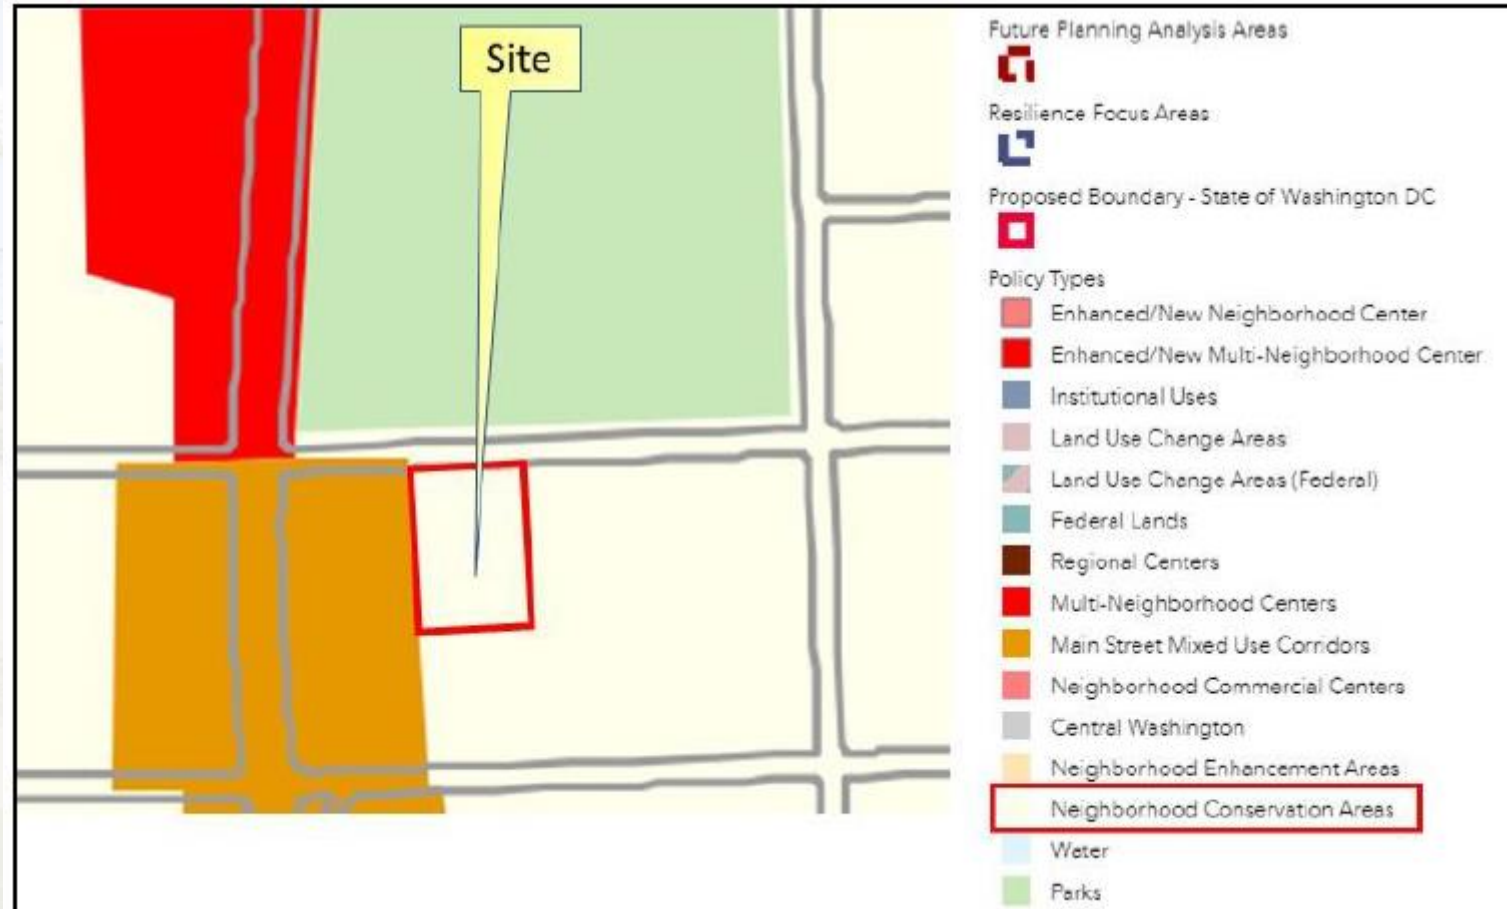 Site
Future Planning Analysis Areas
Resilience Focus Areas
Proposed Boundary - State of Washington DC
Policy Types
Enhanced/New Neighborhood Center
Enhanced/New Multi-Neighborhood Center
Institutional Uses
Land Use Change Areas
Land Use Change Areas (Federal)
Federal Lands
Regional Centers
Multi-Neighborhood Centers
Main Street Mixed Use Corridors
Neighborhood Commercial Centers
Central Washington
Neighborhood Enhancement Areas
Neighborhood Conservation Areas
Water
Parks